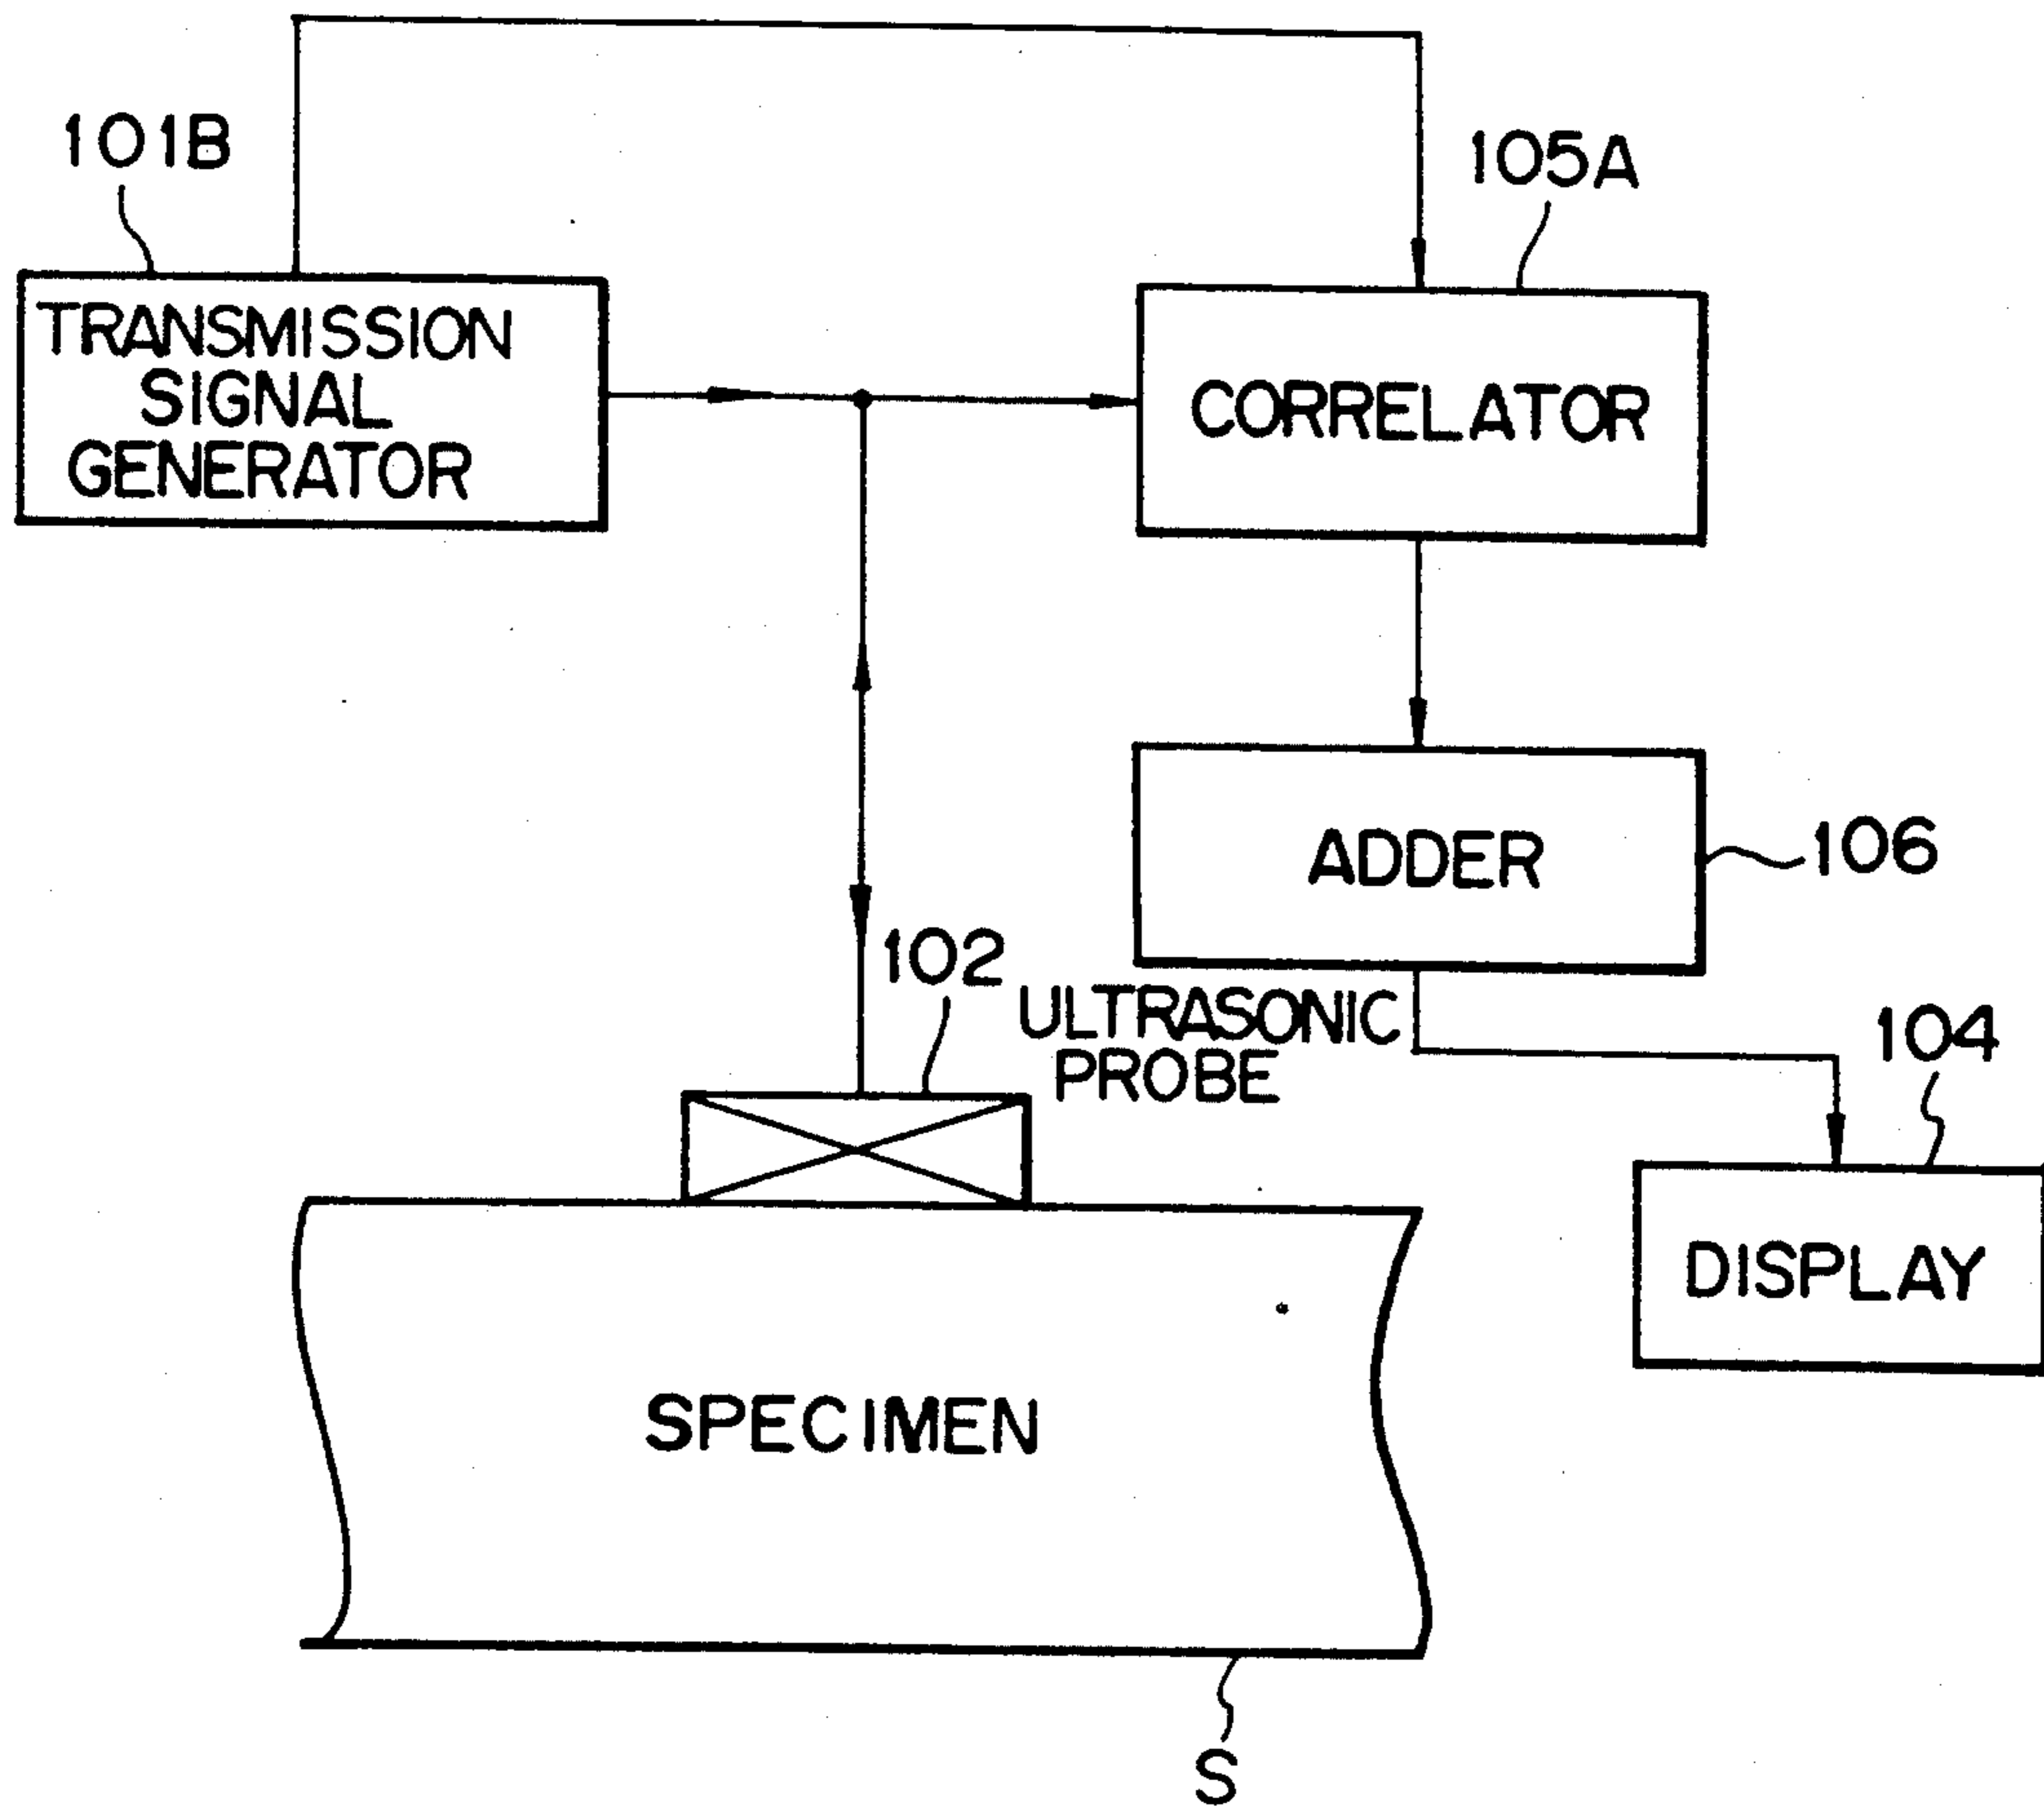 101B
105A
TRANSMISSION
SIGNAL
GENERATOR
CORRELATOR
ADDER
106
102
ULTRASONIC
PROBE
104
DISPLAY
SPECIMEN
S